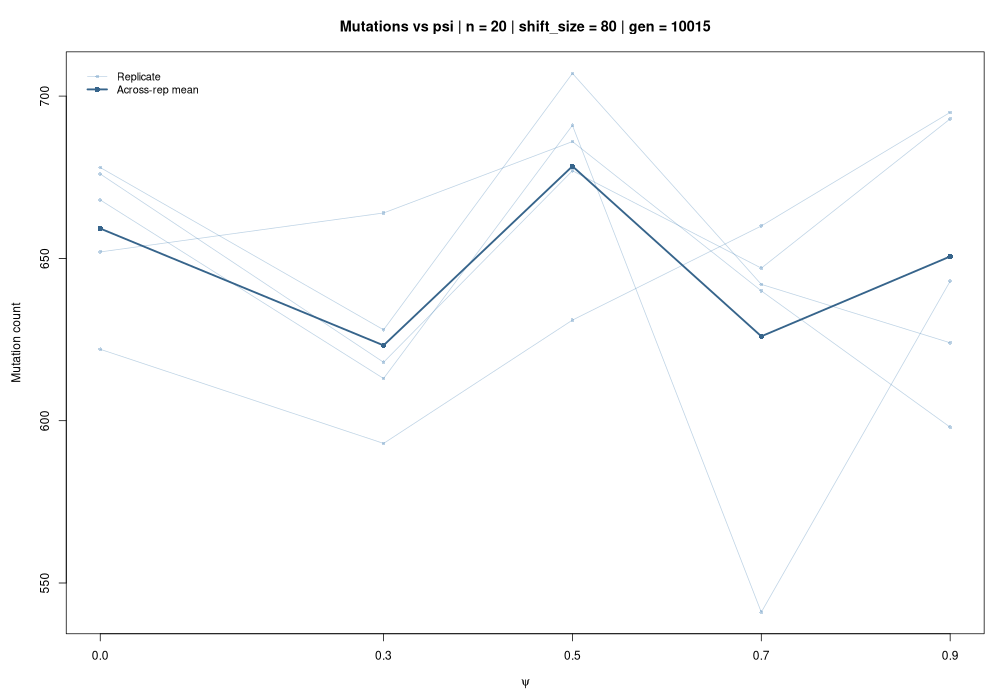 Mutations vs psi | n = 20 | shift_size = 80 | gen = 10015
Replicate
Across-rep mean
700
650
600
550
Mutation count
0.0 0.3 0.5 0.7 0.9
ψ